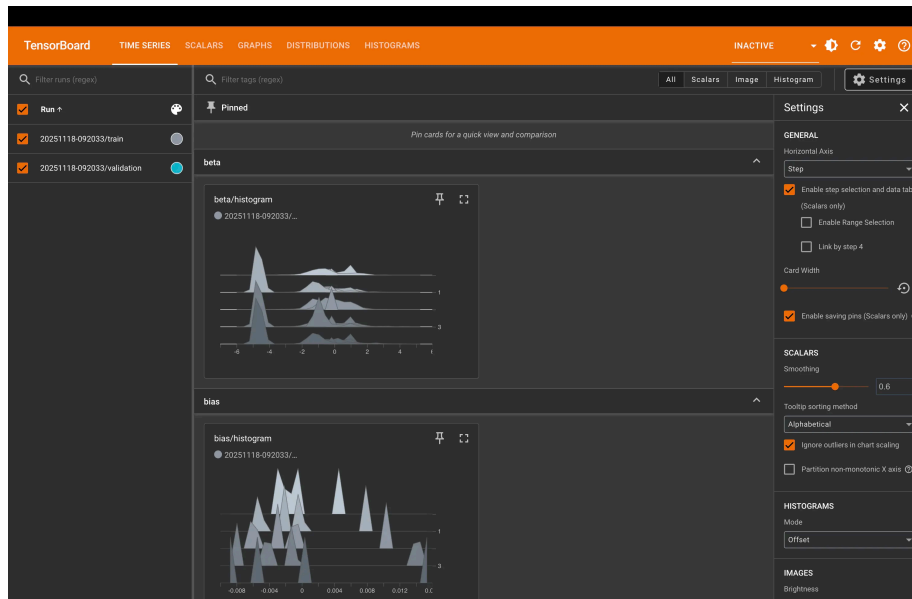 TensorBoard
TIME SERIES
SCALARS
GRAPHS
DISTRIBUTIONS
HISTOGRAMS
INACTIVE
Filter runs (regex)
Run ↑
20251118-092033/train
20251118-092033/validation
Filter tags (regex)
All
Scalars
Image
Histogram
Settings
Pinned
Pin cards for a quick view and comparison
beta
beta/histogram
20251118-092033/...
1
3
-6 -4 -2 0 2 4
bias
bias/histogram
20251118-092033/...
1
3
-0.008 -0.004 0 0.004 0.008 0.012 0.
Settings
GENERAL
Horizontal Axis
Step
Enable step selection and data tab
(Scalars only)
Enable Range Selection
Link by step 4
Card Width
Enable saving pins (Scalars only)
SCALARS
Smoothing
0.6
Tooltip sorting method
Alphabetical
Ignore outliers in chart scaling
Partition non-monotonic X axis
HISTOGRAMS
Mode
Offset
IMAGES
Brightness